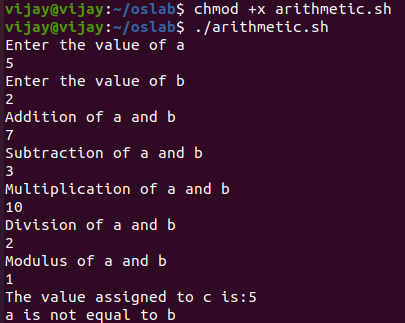 vijay@vijay:~/oslab$ chmod +x arithmetic.sh
vijay@vijay:~/oslab$ ./arithmetic.sh
Enter the value of a
5
Enter the value of b
2
Addition of a and b
7
Subtraction of a and b
3
Multiplication of a and b
10
Division of a and b
2
Modulus of a and b
1
The value assigned to c is:5
a is not equal to b